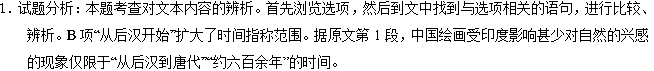 1．试题分析：本题考查对文本内容的辨析。首先浏览选项，然后到文中找到与选项相关的语句，进行比较、
辨析。B 项“从后汉开始”扩大了时间指称范围。据原文第 1 段，中国绘画受印度影响甚少对自然的兴感
的现象仅限于“从后汉到唐代”“约六百余年”的时间。